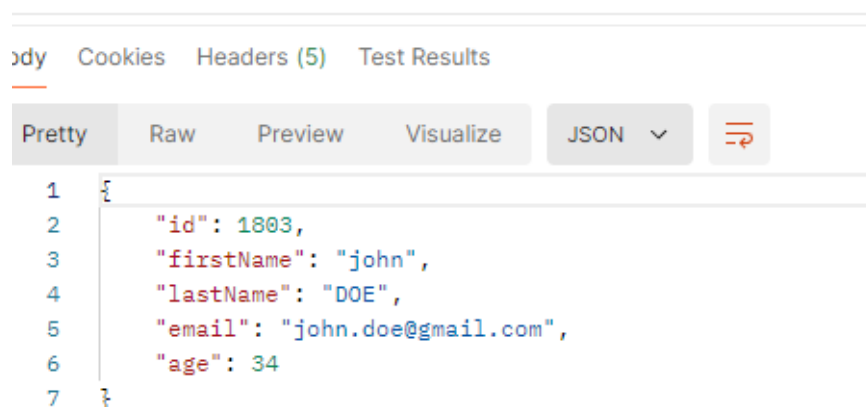 ody Cookies Headers (5) Test Results
Pretty Raw Preview Visualize JSON
1 {
2 "id": 1803,
3 "firstName": "john",
4 "lastName": "DOE",
5 "email": "john.doe@gmail.com",
6 "age": 34
7 }